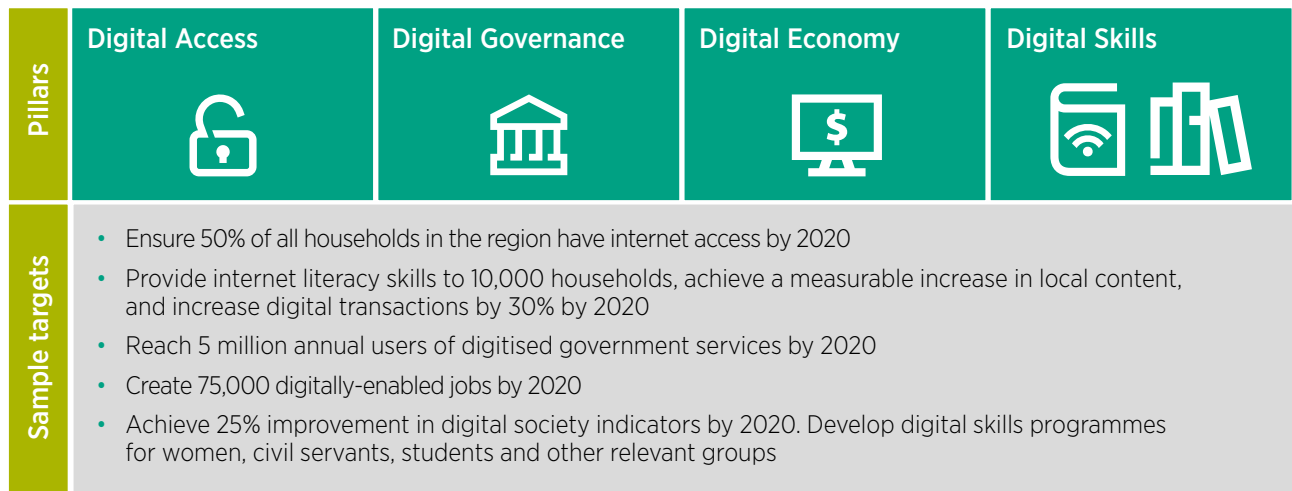 Pillars
Digital Access
Digital Governance
Digital Economy
$
Digital Skills
Sample targets
• Ensure 50% of all households in the region have internet access by 2020
• Provide internet literacy skills to 10,000 households, achieve a measurable increase in local content,
and increase digital transactions by 30% by 2020
• Reach 5 million annual users of digitised government services by 2020
• Create 75,000 digitally-enabled jobs by 2020
• Achieve 25% improvement in digital society indicators by 2020. Develop digital skills programmes
for women, civil servants, students and other relevant groups